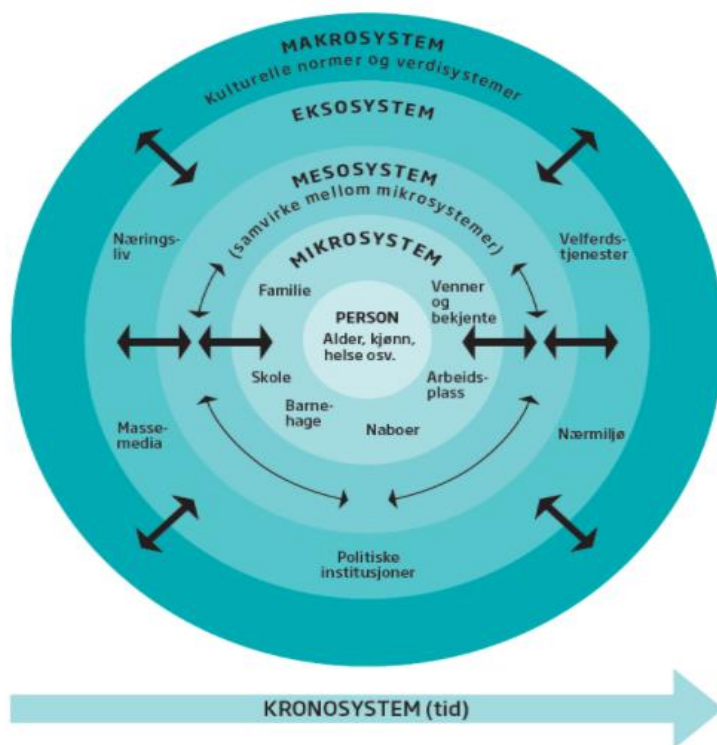 MAKROSYSTEM
Kulturelle normer og verdisystemer
EKSOSYSTEM
MESOSYSTEM
(samvirke mellom mikrosystemer)
MIKROSYSTEM
Nærings-
liv
Velferds-
tjenester
Familie
Venner
og
bekjente
PERSON
Alder, kjønn,
helse osv.
Skole
Arbeids-
plass
Barne-
hage
Naboer
Masse-
media
Nærmiljø
Politiske
institusjoner
KRONOSYSTEM (tid)